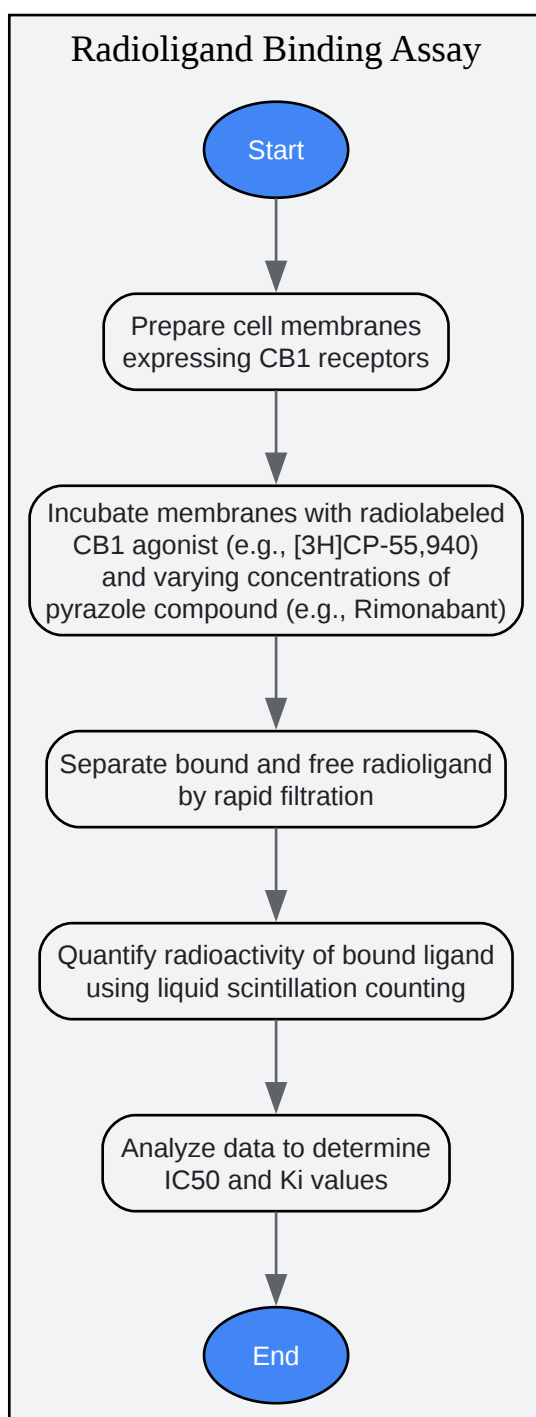 Radioligand Binding Assay
Start
Prepare cell membranes
expressing CB1 receptors
Incubate membranes with radiolabeled
CB1 agonist (e.g., [3H]CP-55,940)
and varying concentrations of
pyrazole compound (e.g., Rimonabant)
Separate bound and free radioligand
by rapid filtration
Quantify radioactivity of bound ligand
using liquid scintillation counting
Analyze data to determine
IC50 and Ki values
End